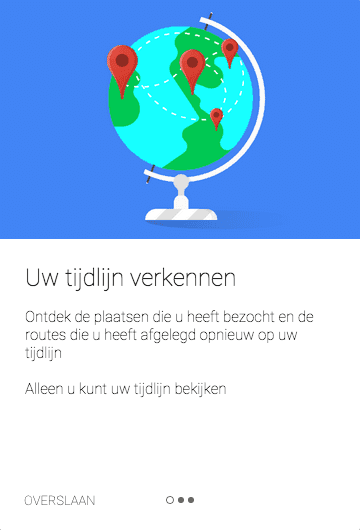 Uw tijdlijn verkennen
Ontdek de plaatsen die u heeft bezocht en de
routes die u heeft afgelegd opnieuw op uw
tijdlijn
Alleen u kunt uw tijdlijn bekijken
OVERSLAAN